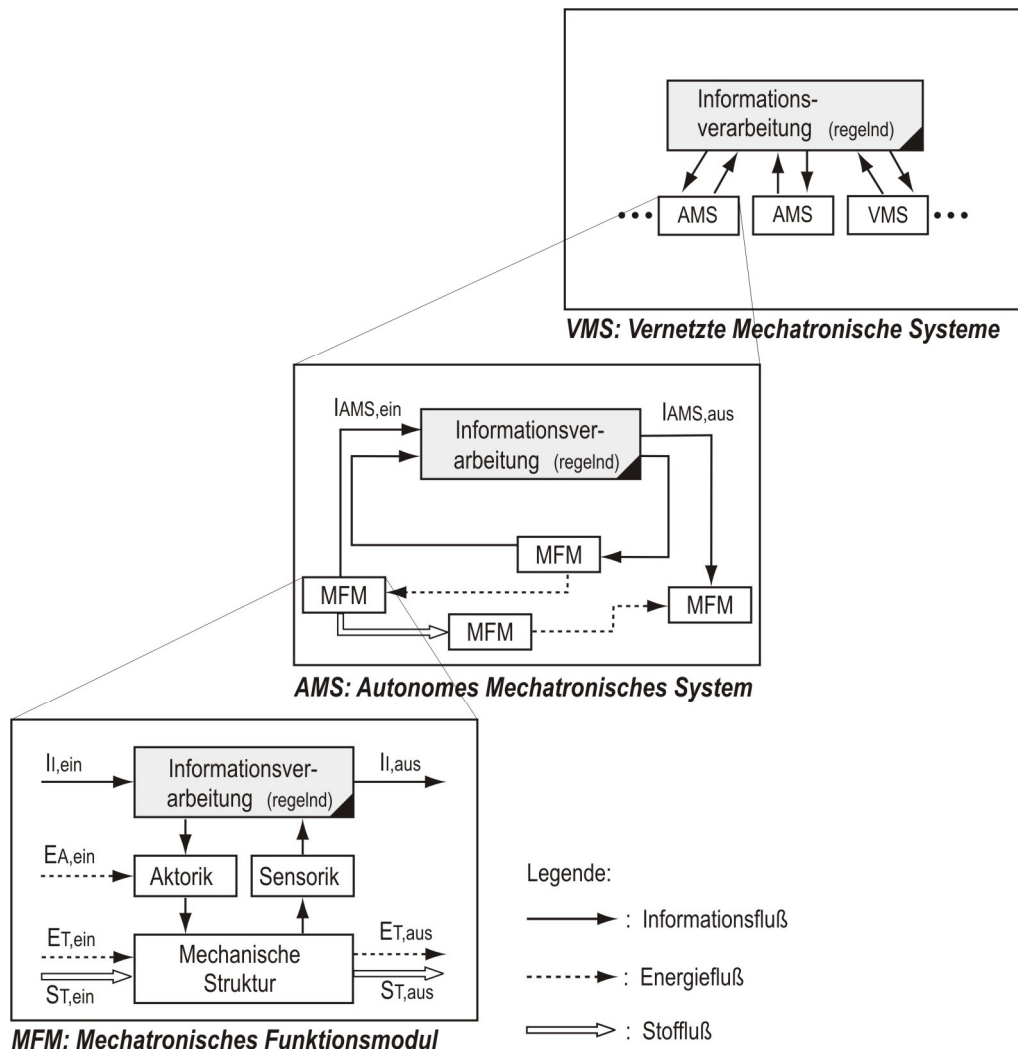 Informations-
verarbeitung (regelnd)
AMS
AMS
VMS
VMS: Vernetzte Mechatronische Systeme
IAMS,ein
IAMS,aus
Informationsver-
arbeitung (regelnd)
MFM
MFM
MFM
MFM
AMS: Autonomes Mechatronisches System
II,ein
Informationsver-
arbeitung (regelnd)
II,aus
EA,ein
Aktorik
Sensorik
ET,ein
Mechanische
Struktur
ET,aus
ST,ein
ST,aus
MFM: Mechatronisches Funktionsmodul
Legende:
: Informationsfluß
: Energiefluß
: Stoffluß